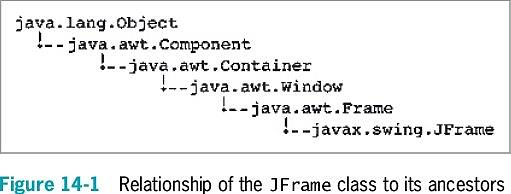 java.lang.Object
!--java.awt.Component
!--java.awt.Container
!--java.awt.Window
!--java.awt.Frame
!--javax.swing.JFrame
Figure 14-1 Relationship of the JFrame class to its ancestors